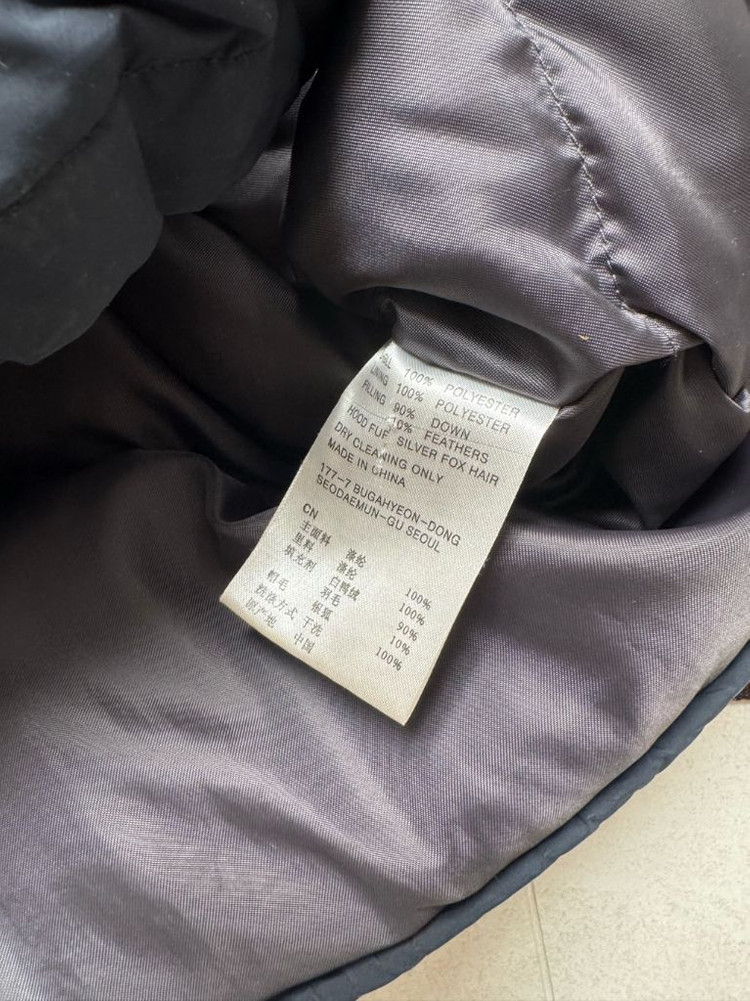 100% POLYESTER
LINING 100% POLYESTER
FILLING 90% DOWN
10% FEATHERS
HOOD FUR SILVER FOX HAIR
DRY CLEANING ONLY
MADE IN CHINA
177-7 BUGAHYEON-DONG
SEODAEMUN-GU SEOUL
CN
主面料 涤纶 100%
里料 涤纶 100%
填充剂 白鸭绒 90%
羽毛 10%
帽毛 银狐 100%
洗涤方式 干洗
原产地 中国